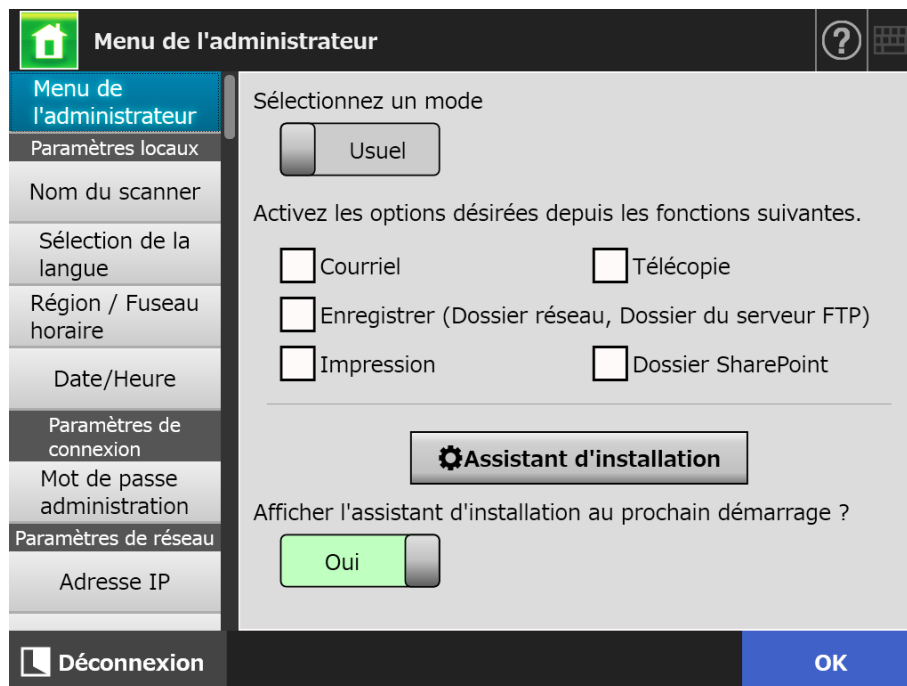 Menu de l'administrateur
?
Menu de
l'administrateur
Paramètres locaux
Nom du scanner
Sélection de la
langue
Région / Fuseau
horaire
Date/Heure
Paramètres de
connexion
Mot de passe
administration
Paramètres de réseau
Adresse IP
Sélectionnez un mode
Usuel
Activez les options désirées depuis les fonctions suivantes.
Courriel
Télécopie
Enregistrer (Dossier réseau, Dossier du serveur FTP)
Impression
Dossier SharePoint
Assistant d'installation
Afficher l'assistant d'installation au prochain démarrage ?
Oui
Déconnexion
OK